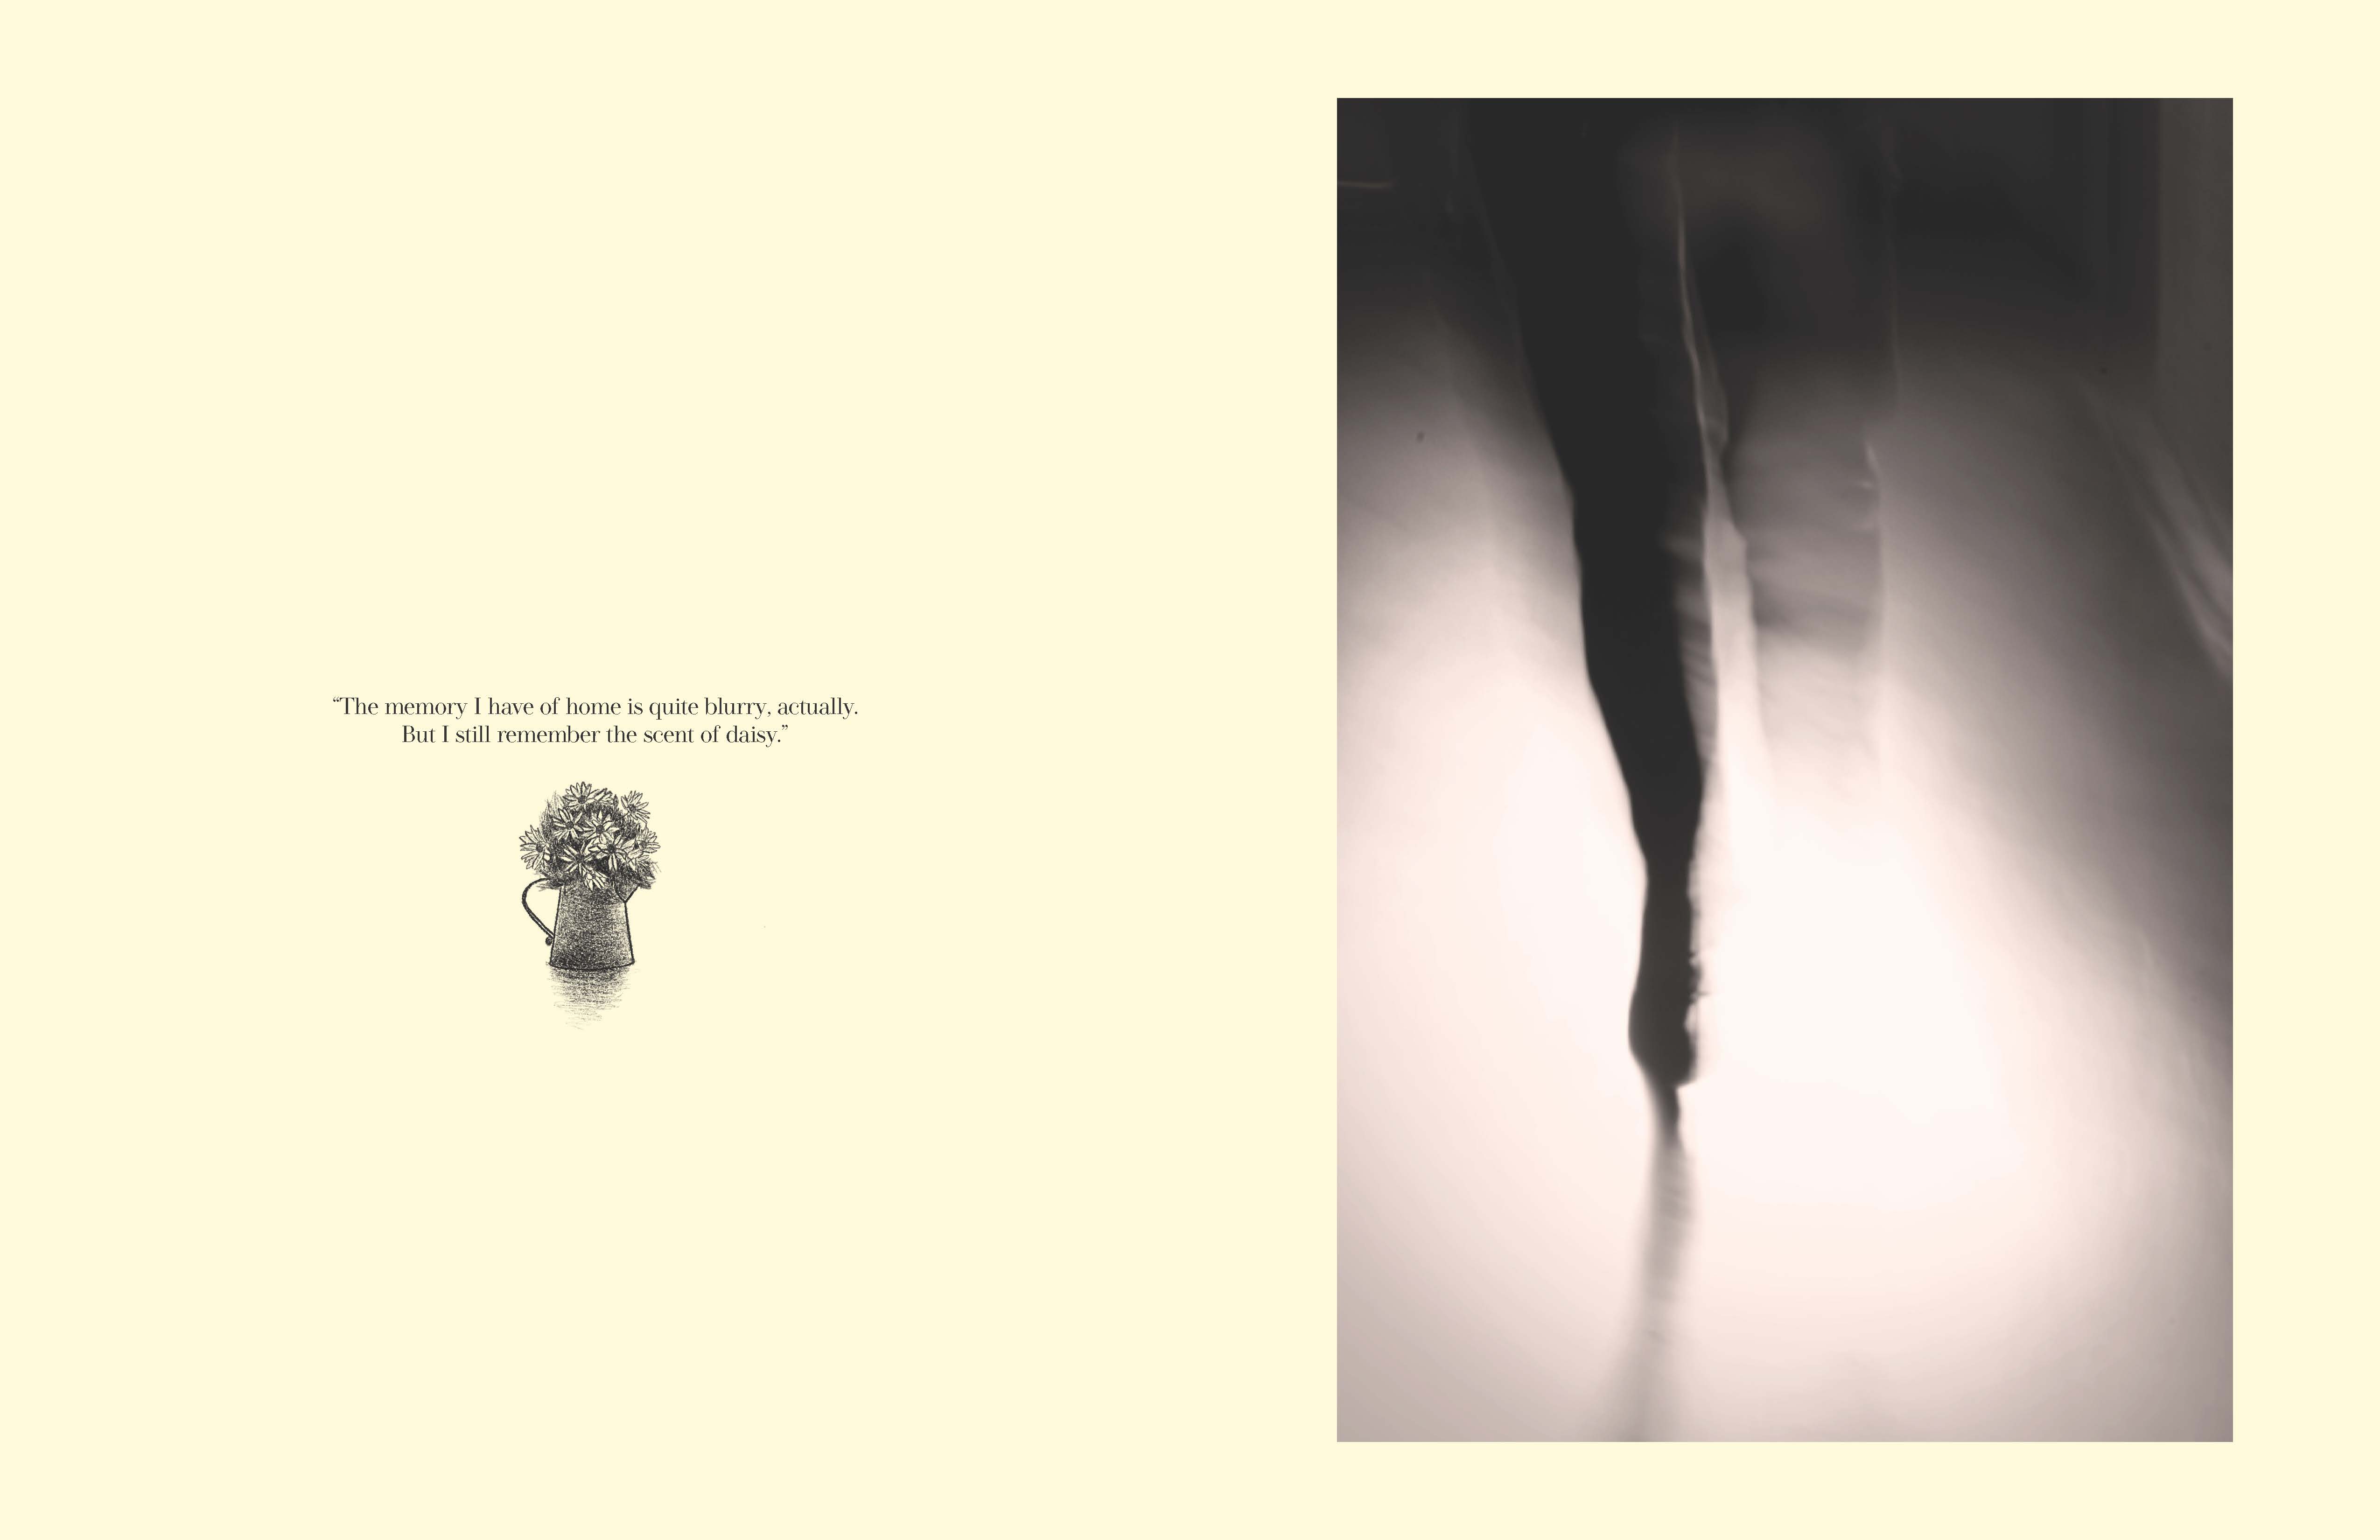 “The memory I have of home is quite blurry, actually.
But I still remember the scent of daisy.”